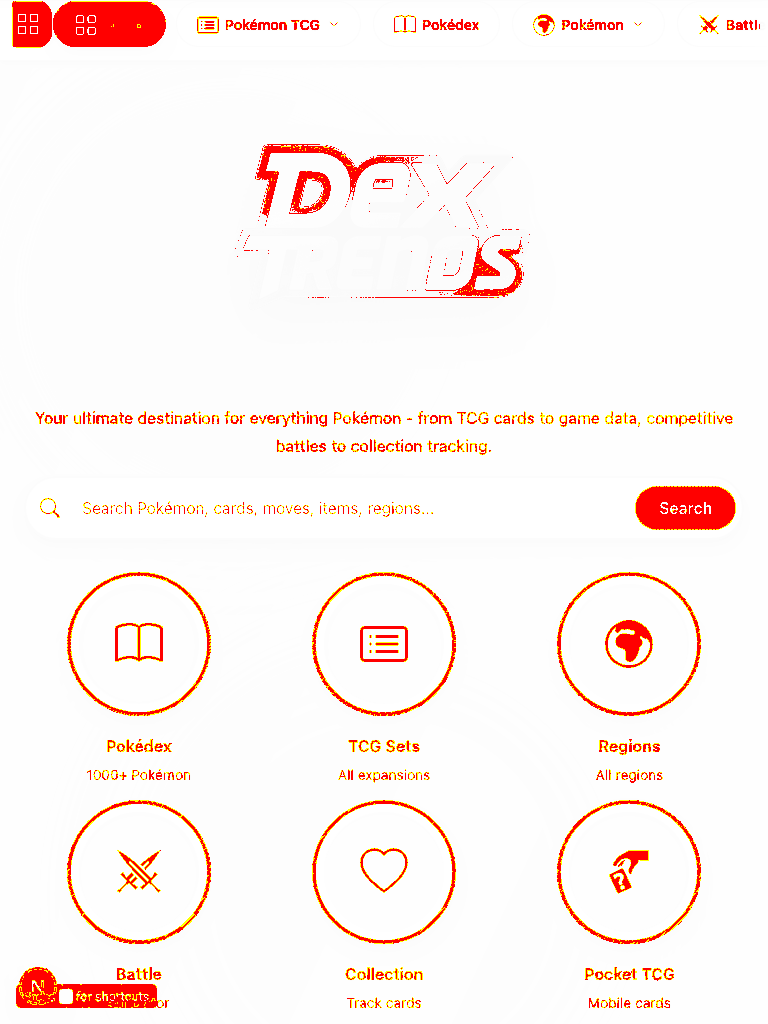 Pokémon TCG
Pokédex
Pokémon
Dex
TRENDS
Your ultimate destination for everything Pokémon - from TCG cards to game data, competitive
battles to collection tracking.
Search Pokémon, cards, moves, items, regions...
Search
Pokédex
TCG Sets
Regions
1000+ Pokémon
All expansions
All regions
?
Battle
Collection
Pocket TCG
N
for shortcuts
Track cards
Mobile cards